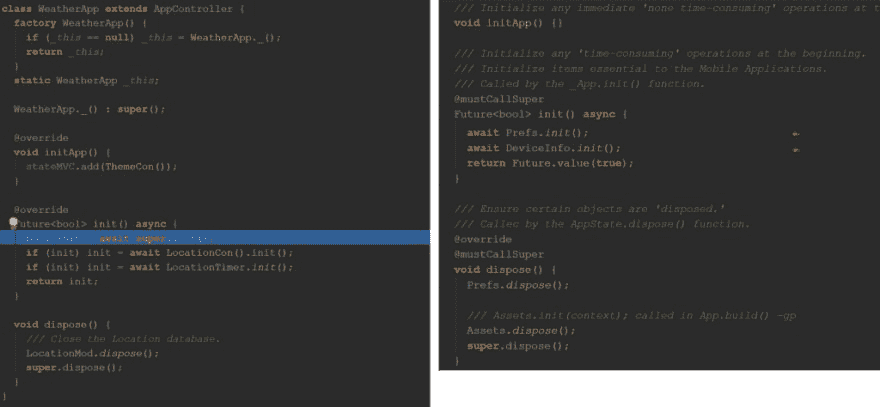 class WeatherApp extends AppController {
factory WeatherApp() {
if (_this == null) _this = WeatherApp._();
return _this;
}
static WeatherApp _this;
WeatherApp._() : super();
@override
void initApp() {
stateMVC.add(ThemeCon());
}
@override
Future<bool> init() async {
await super.
if (init) init = await LocationCon().init();
if (init) init = await LocationTimer.init();
return init;
}
void dispose() {
/// Close the Location database.
LocationMod.dispose();
super.dispose();
}
}
/// Initialize any immediate 'none time-consuming' operations at t
void initApp() {}
/// Initialize any 'time-consuming' operations at the beginning.
/// Initialize items essential to the Mobile Applications.
/// Called by the _App.init() function.
@mustCallSuper
Future<bool> init() async {
await Prefs.init();
await DeviceInfo.init();
return Future.value(true);
}
/// Ensure certain objects are 'disposed.'
/// Callec by the AppState.dispose() function.
@override
@mustCallSuper
void dispose() {
Prefs.dispose();
/// Assets.init(context); called in App.build() -gp
Assets.dispose();
super.dispose();
}